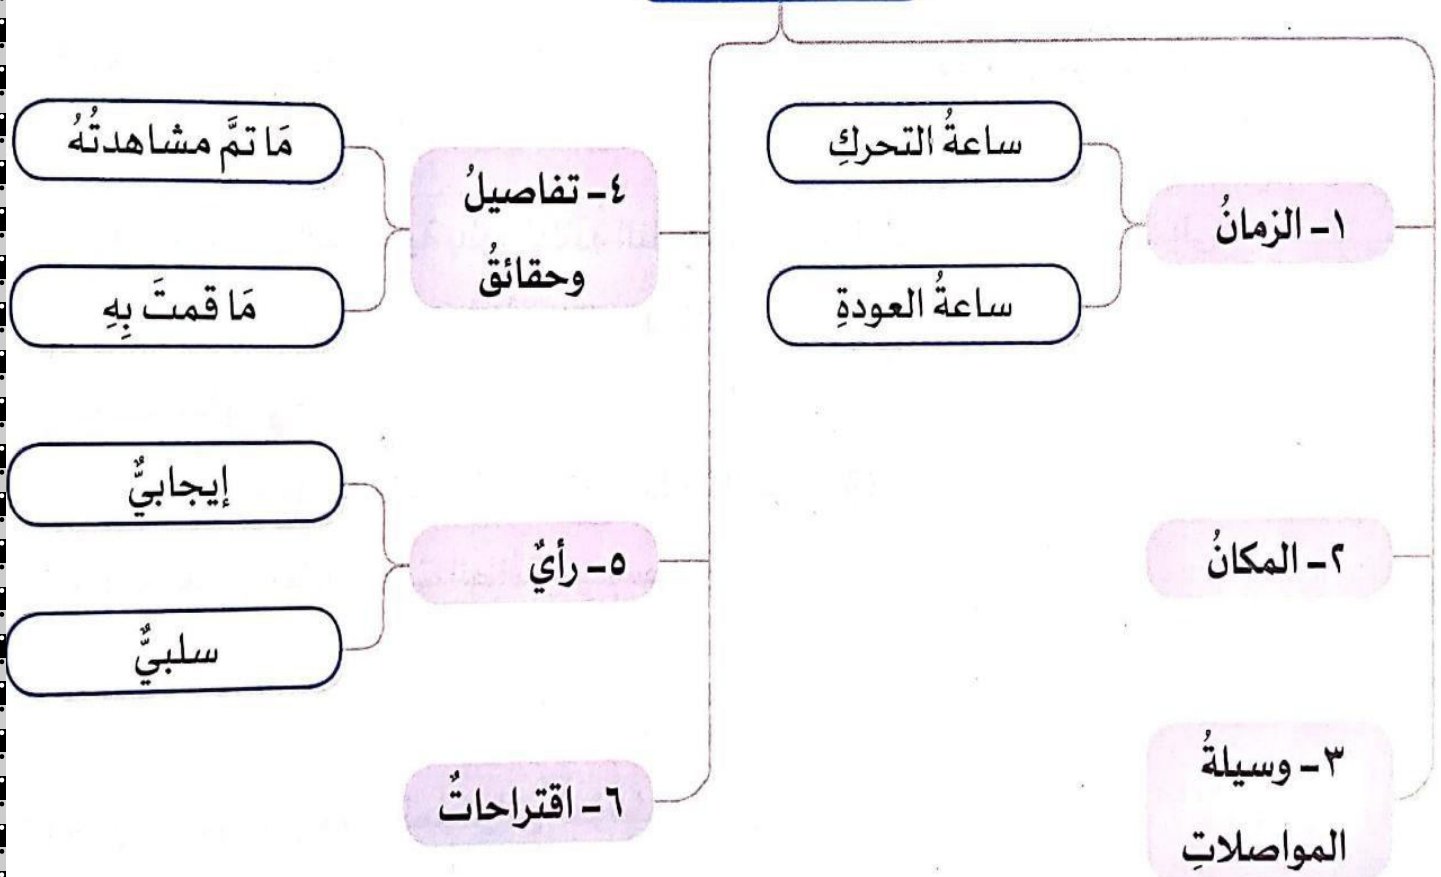 ١- الزمانُ
ساعةُ التحركِ
ساعةُ العودةِ
٢- المكانُ
٣- وسيلةُ
المواصلاتِ
٤- تفاصيلُ
وحقائقُ
مَا تمَّ مشاهدتُهُ
مَا قمتَ بِهِ
٥- رأيٌ
إيجابيٌّ
سلبيٌّ
٦- اقتراحاتٌ